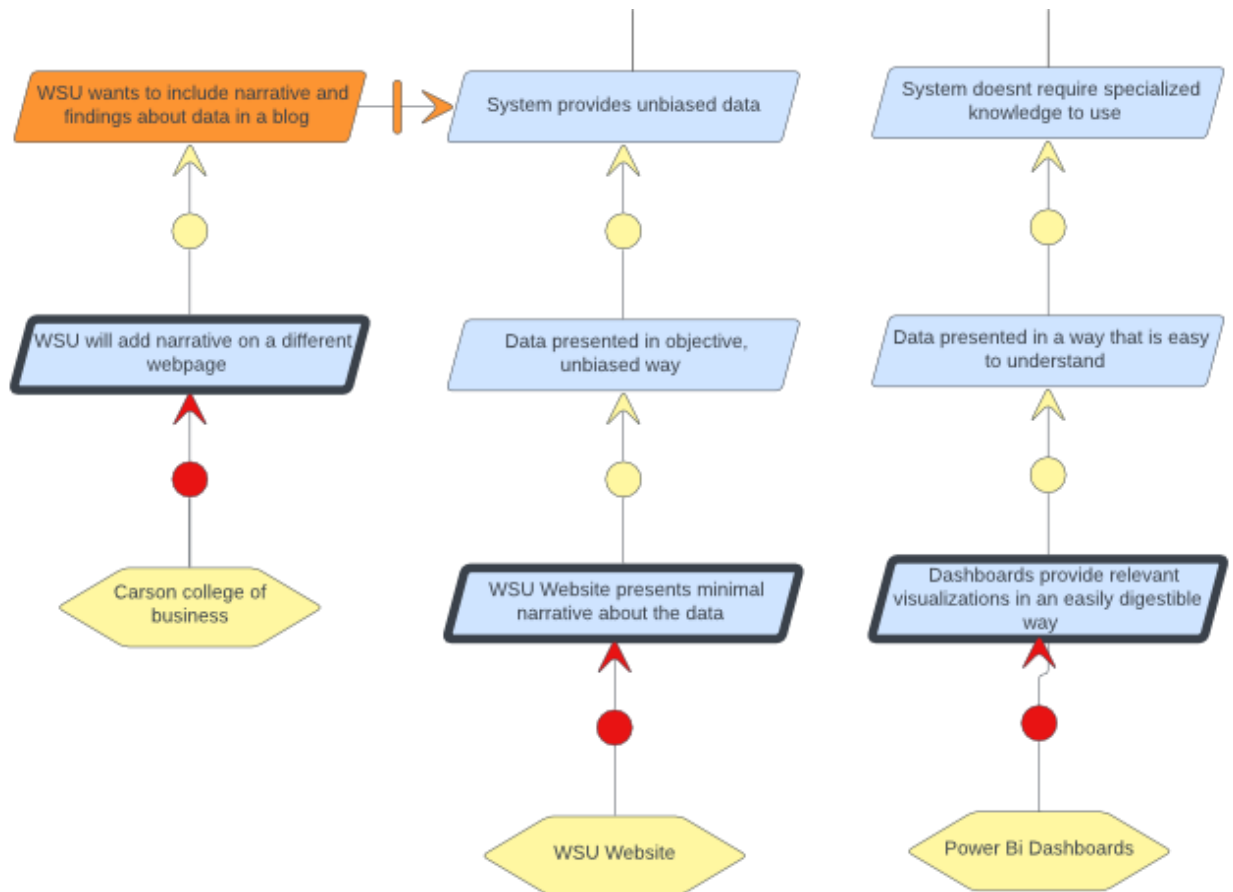 WSU wants to include narrative and
findings about data in a blog
System provides unbiased data
System doesnt require specialized
knowledge to use
WSU will add narrative on a different
webpage
Data presented in objective,
unbiased way
Data presented in a way that is easy
to understand
Carson college of
business
WSU Website presents minimal
narrative about the data
Dashboards provide relevant
visualizations in an easily digestible
way
WSU Website
Power Bi Dashboards